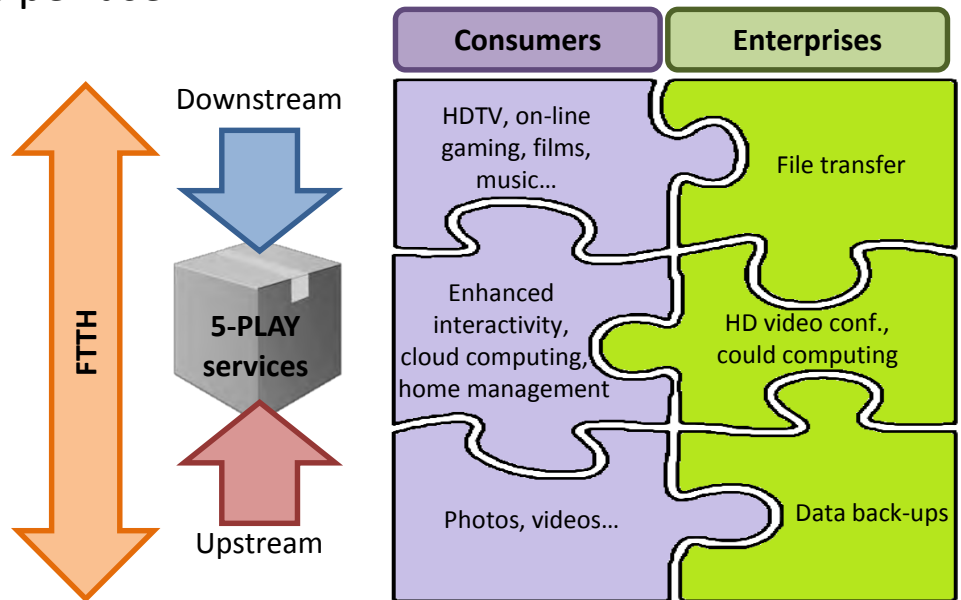 Consumers
Enterprises
Downstream
HDTV, on-line
gaming, films,
music…
File transfer
FTTH
5-PLAY
services
Enhanced
interactivity,
cloud computing,
home management
HD video conf.,
could computing
Upstream
Photos, videos…
Data back-ups